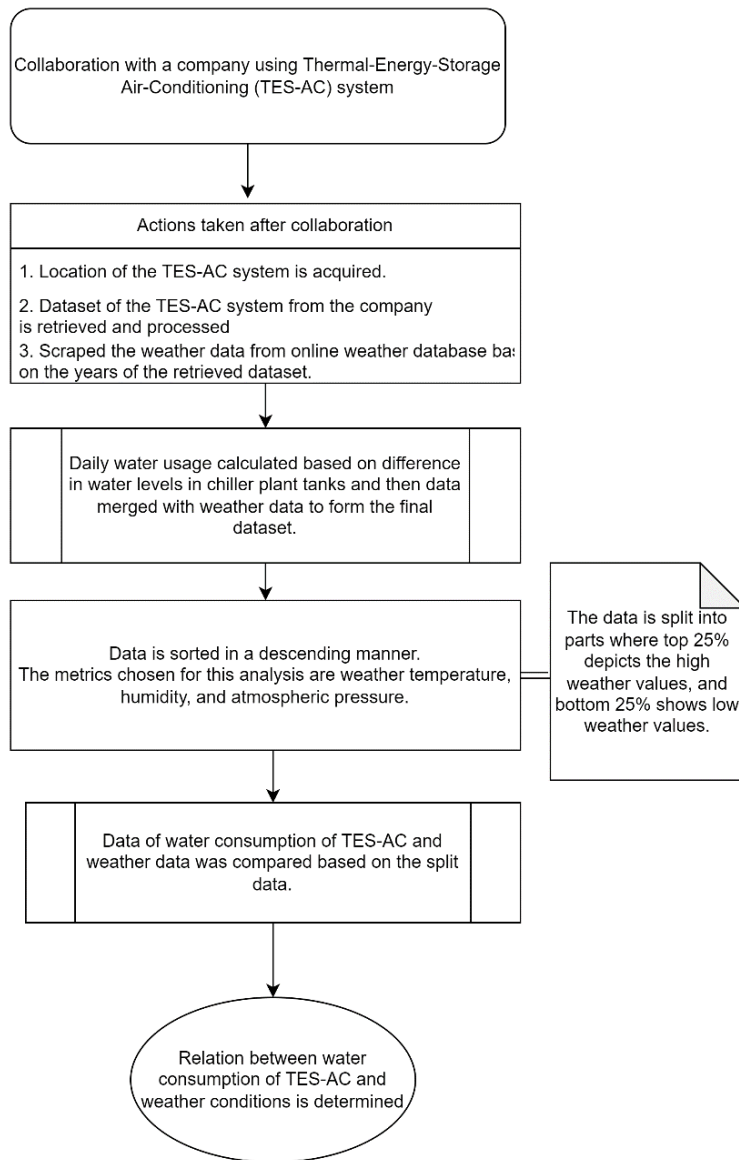 Collaboration with a company using Thermal-Energy-Storage
Air-Conditioning (TES-AC) system
Actions taken after collaboration
1. Location of the TES-AC system is acquired.
2. Dataset of the TES-AC system from the company
is retrieved and processed
3. Scraped the weather data from online weather database
on the years of the retrieved dataset.
Daily water usage calculated based on difference
in water levels in chiller plant tanks and then data
merged with weather data to form the final
dataset.
Data is sorted in a descending manner.
The metrics chosen for this analysis are weather temperature,
humidity, and atmospheric pressure.
The data is split into
parts where top 25%
depicts the high
weather values, and
bottom 25% shows low
weather values.
Data of water consumption of TES-AC and
weather data was compared based on the split
data.
Relation between water
consumption of TES-AC and
weather conditions is determined